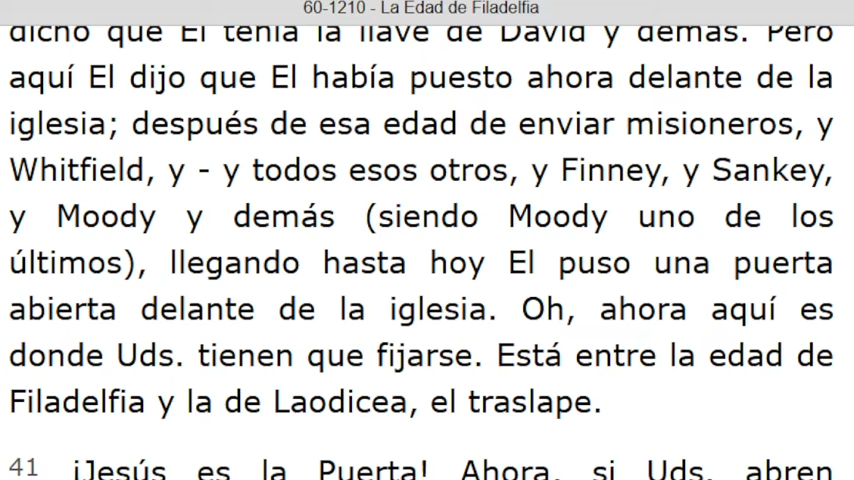 60-1210 - La Edad de Filadelfia
dicho que El tenía la llave de David y demás. Pero
aquí El dijo que El había puesto ahora delante de la
iglesia; después de esa edad de enviar misioneros, y
Whitfield, y - y todos esos otros, y Finney, y Sankey,
y Moody y demás (siendo Moody uno de los
últimos), llegando hasta hoy El puso una puerta
abierta delante de la iglesia. Oh, ahora aquí es
donde Uds. tienen que fijarse. Está entre la edad de
Filadelfia y la de Laodicea, el traslape.
41 ¡Jesús es la Puerta! Ahora, si Uds. abren